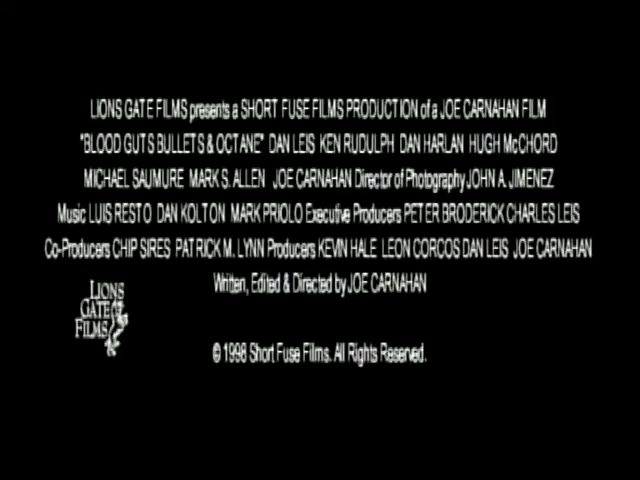 LIONS GATE FILMS presents a SHORT FUSE FILMS PRODUCTION of a JOE CARNAHAN FILM
"BLOOD GUTS BULLETS & OCTANE" DAN LEIS KEN RUDULPH DAN HARLAN HUGH McCHORD
MICHAEL SAUMURE MARK S. ALLEN JOE CARNAHAN Director of Photography JOHN A. JIMENEZ
Music LUIS RESTO DAN KOLTON MARK PRIOLO Executive Producers PETER BRODERICK CHARLES LEIS
Co-Producers CHIP SIRES PATRICK M. LYNN Producers KEVIN HALE LEON CORCOS DAN LEIS JOE CARNAHAN
Written, Edited & Directed by JOE CARNAHAN
LIONS
GATE
FILMS
© 1998 Short Fuse Films. All Rights Reserved.